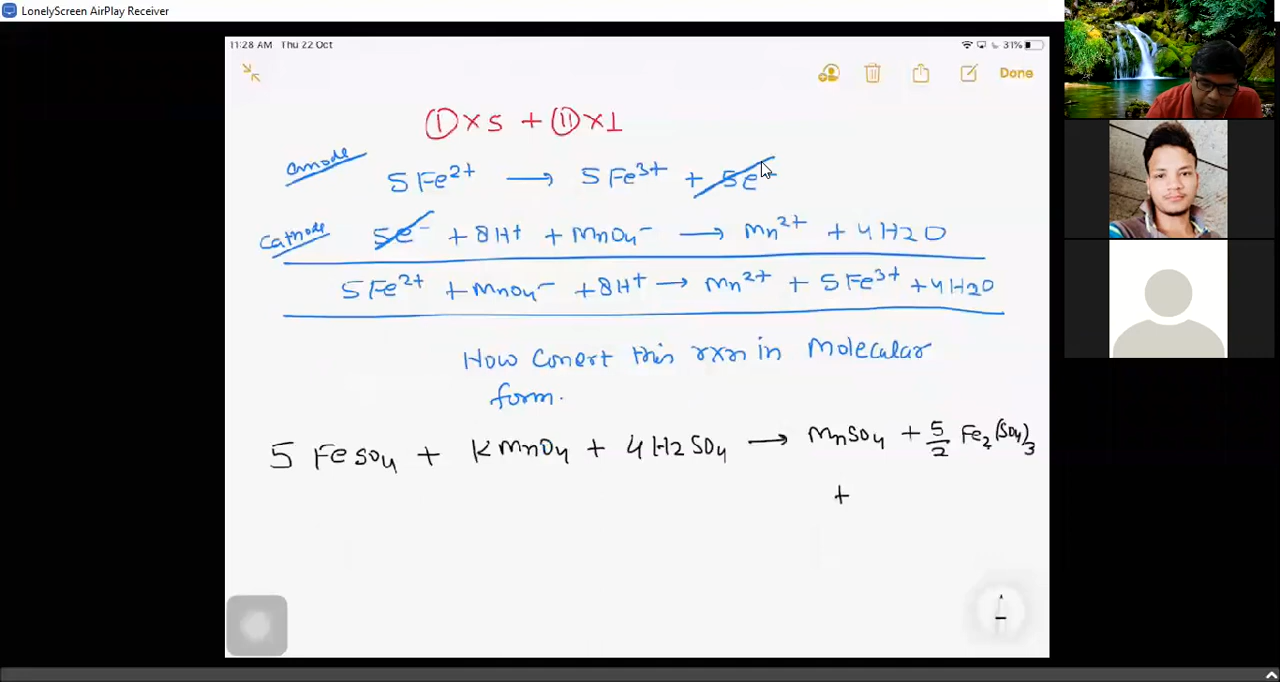 LonelyScreen AirPlay Receiver
11:28 AM Thu 22 Oct
31%
Done
Ⓘ × 5 + Ⓘⓘ × 1
anode
5Fe²⁺ → 5Fe³⁺ + 5e⁻
Cathode
5e⁻ + 8H⁺ + MnO₄⁻ → Mn²⁺ + 4H2O
5Fe²⁺ + MnO₄⁻ + 8H⁺ → Mn²⁺ + 5Fe³⁺ + 4H2O
How conert this rxn in Molecular
form.
5 FeSO₄ + KMnO₄ + 4H2SO₄ → MnSO₄ + 5/2 Fe₂(SO₄)₃
+